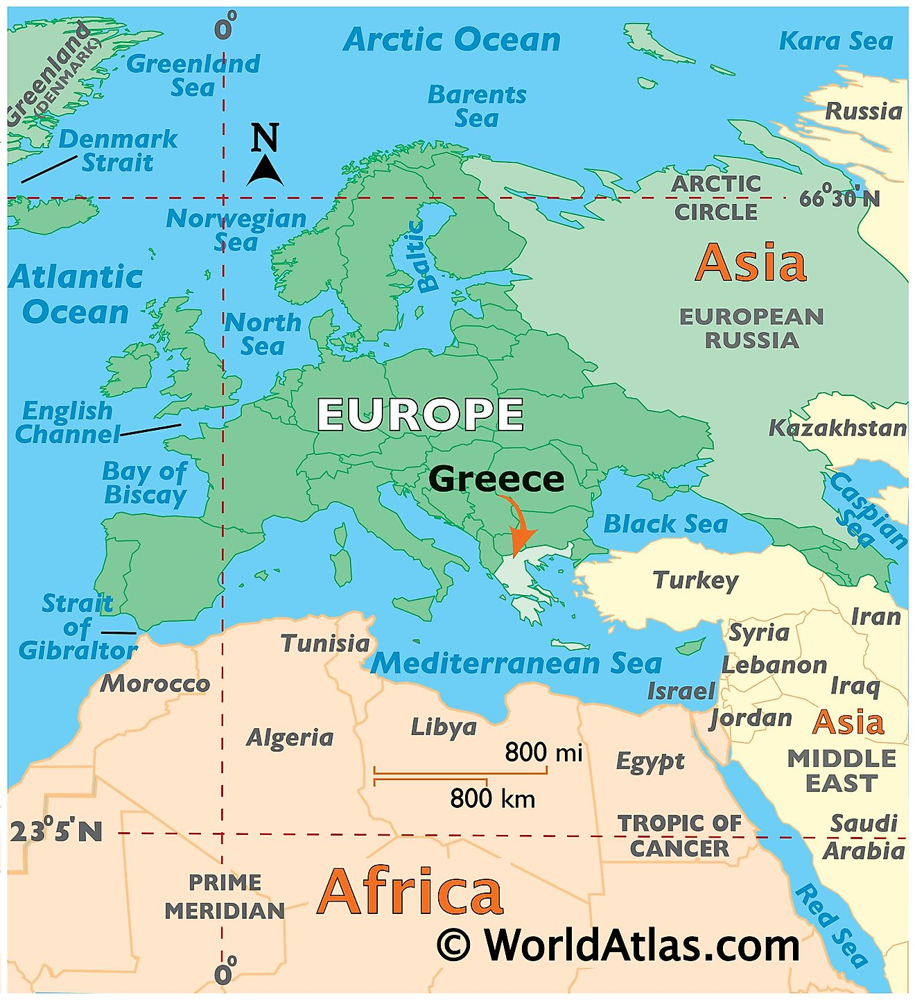 0°
Arctic Ocean
Kara Sea
Greenland
(DENMARK)
Greenland
Sea
Barents
Sea
Russia
N
Denmark
Strait
ARCTIC
CIRCLE
66°30'N
Norwegian
Sea
Baltic
Asia
Atlantic
Ocean
North
Sea
EUROPEAN
RUSSIA
English
Channel
EUROPE
Kazakhstan
Bay of
Biscay
Greece
Caspian
Sea
Black Sea
Turkey
Strait
of
Gibraltor
Iran
Syria
Tunisia
Mediterranean Sea
Lebanon
Morocco
Israel
Iraq
Jordan
Asia
Algeria
Libya
800 mi
Egypt
MIDDLE
EAST
800 km
23°5'N
TROPIC OF
CANCER
Saudi
Arabia
PRIME
MERIDIAN
Africa
Red Sea
© WorldAtlas.com
0°